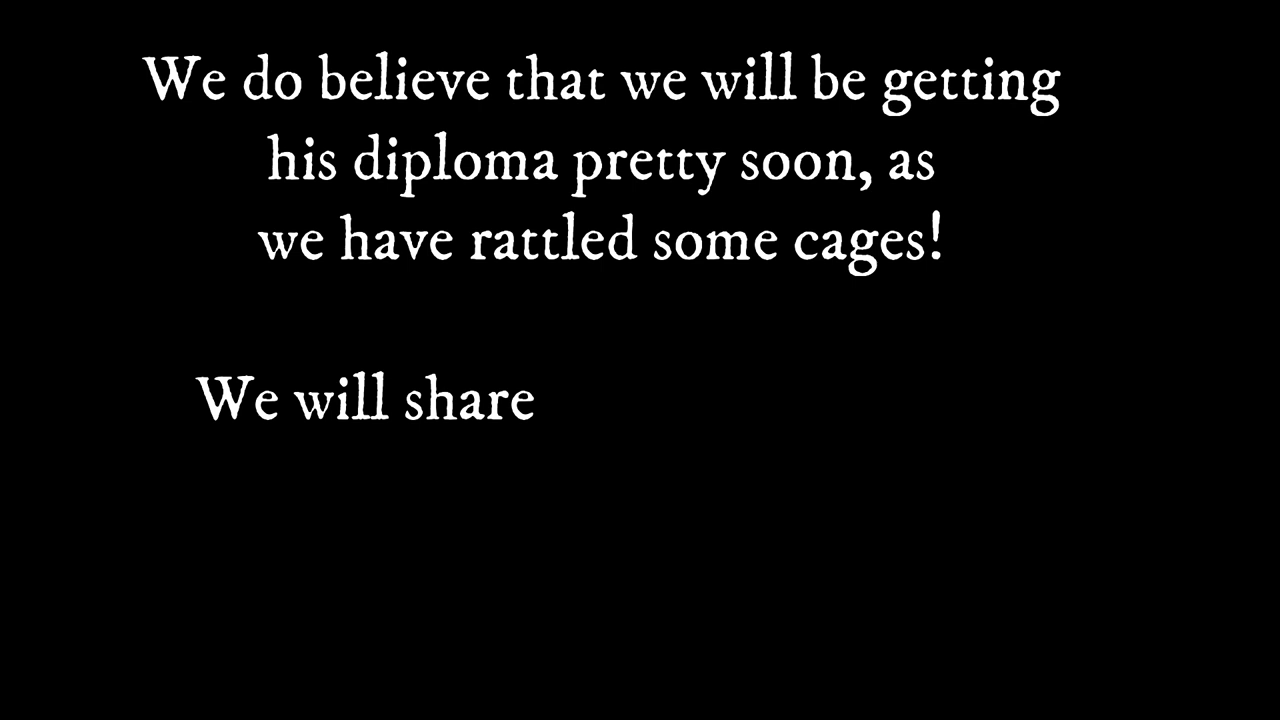 We do believe that we will be getting
his diploma pretty soon, as
we have rattled some cages!
We will share